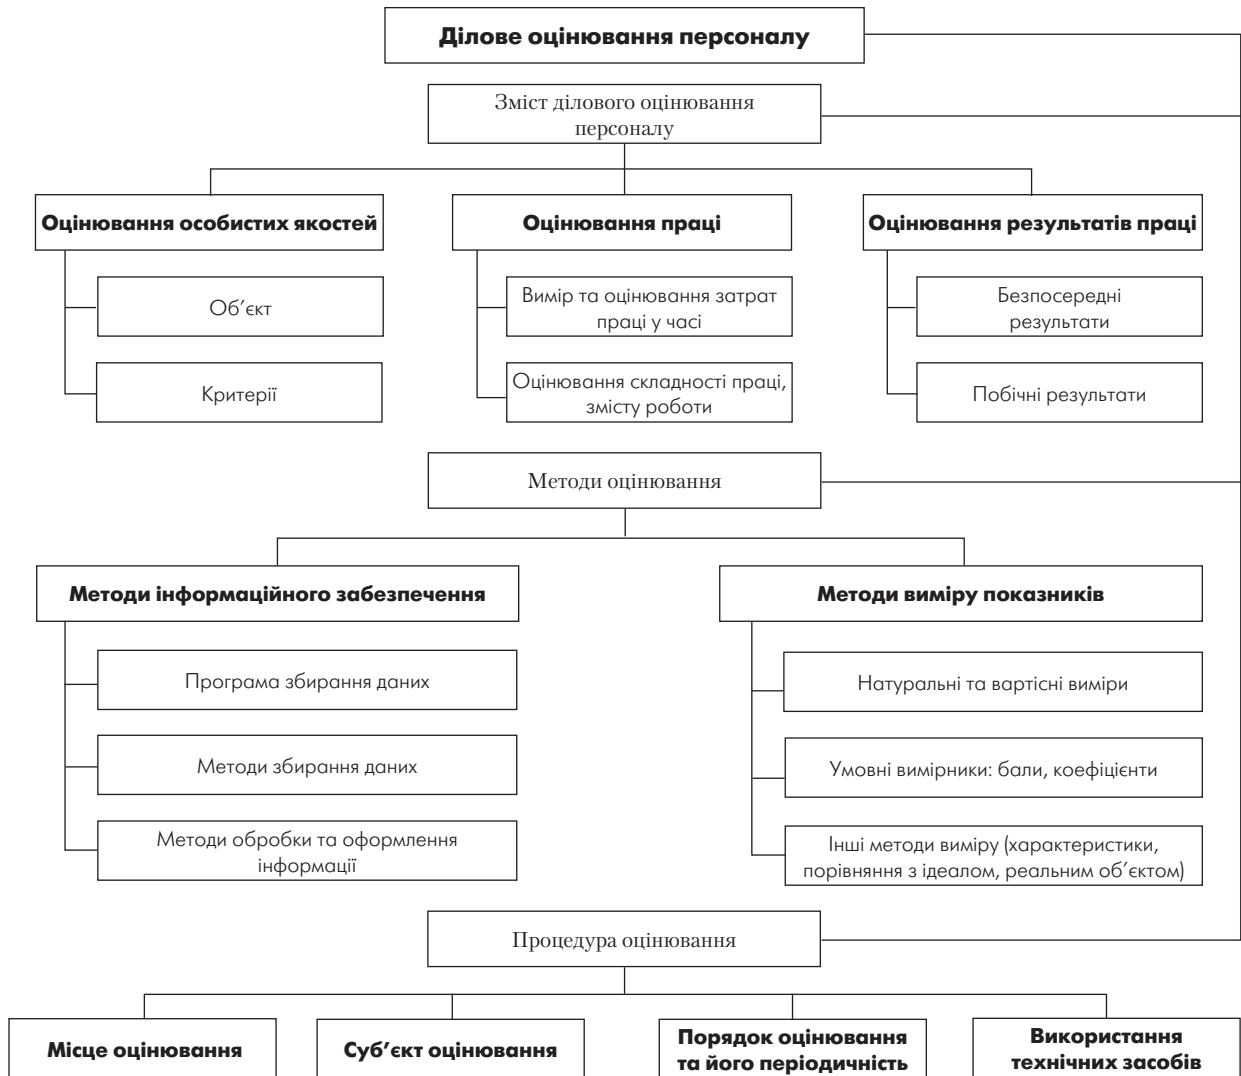 Ділове оцінювання персоналу
Зміст ділового оцінювання
персоналу
Оцінювання особистих якостей
Оцінювання праці
Оцінювання результатів праці
Об’єкт
Вимір та оцінювання затрат
праці у часі
Безпосередні
результати
Критерії
Оцінювання складності праці,
змісту роботи
Побічні результати
Методи оцінювання
Методи інформаційного забезпечення
Методи виміру показників
Програма збирання даних
Натуральні та вартісні виміри
Методи збирання даних
Умовні вимірники: бали, коефіцієнти
Методи обробки та оформлення
інформації
Інші методи виміру (характеристики,
порівняння з ідеалом, реальним об’єктом)
Процедура оцінювання
Місце оцінювання
Суб’єкт оцінювання
Порядок оцінювання
та його періодичність
Використання
технічних засобів